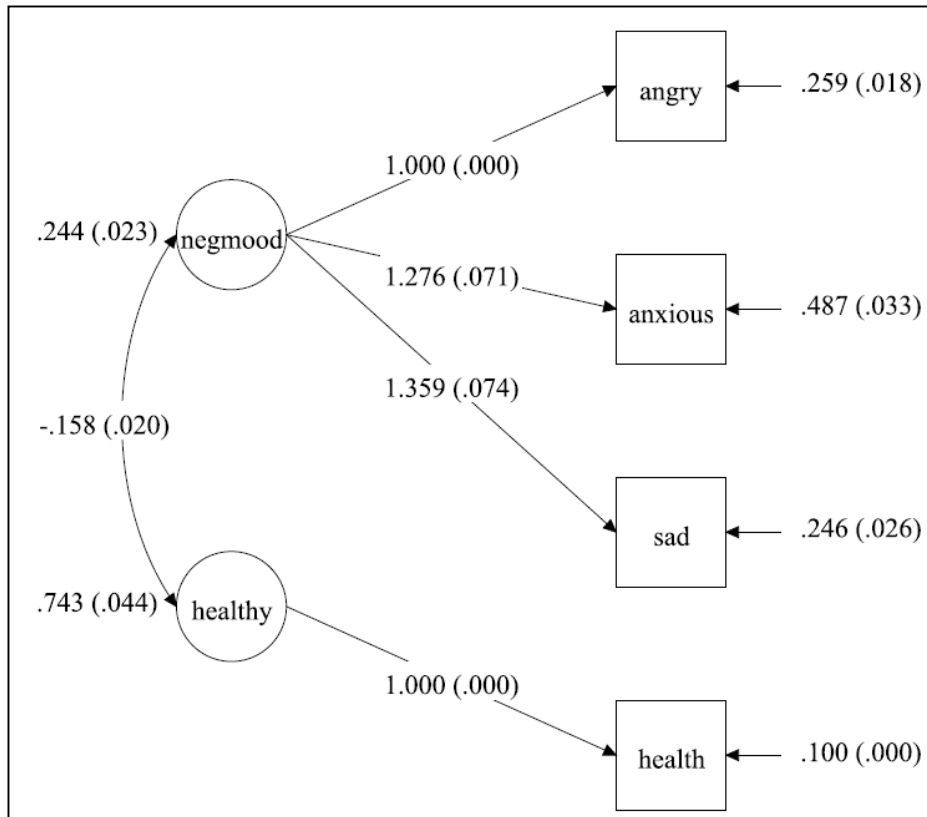 angry
.259 (.018)
1.000 (.000)
.244 (.023)
negmood
1.276 (.071)
anxious
.487 (.033)
1.359 (.074)
-.158 (.020)
sad
.246 (.026)
.743 (.044)
healthy
1.000 (.000)
health
.100 (.000)